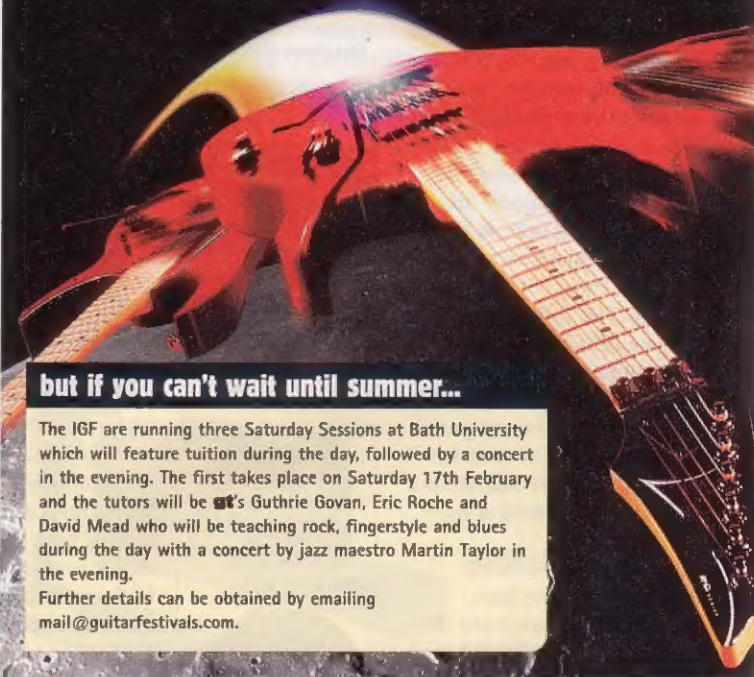 but if you can't wait until summer...
The IGF are running three Saturday Sessions at Bath University
which will feature tuition during the day, followed by a concert
in the evening. The first takes place on Saturday 17th February
and the tutors will be gt's Guthrie Govan, Eric Roche and
David Mead who will be teaching rock, fingerstyle and blues
during the day with a concert by jazz maestro Martin Taylor in
the evening.
Further details can be obtained by emailing
mail@guitarfestivals.com.